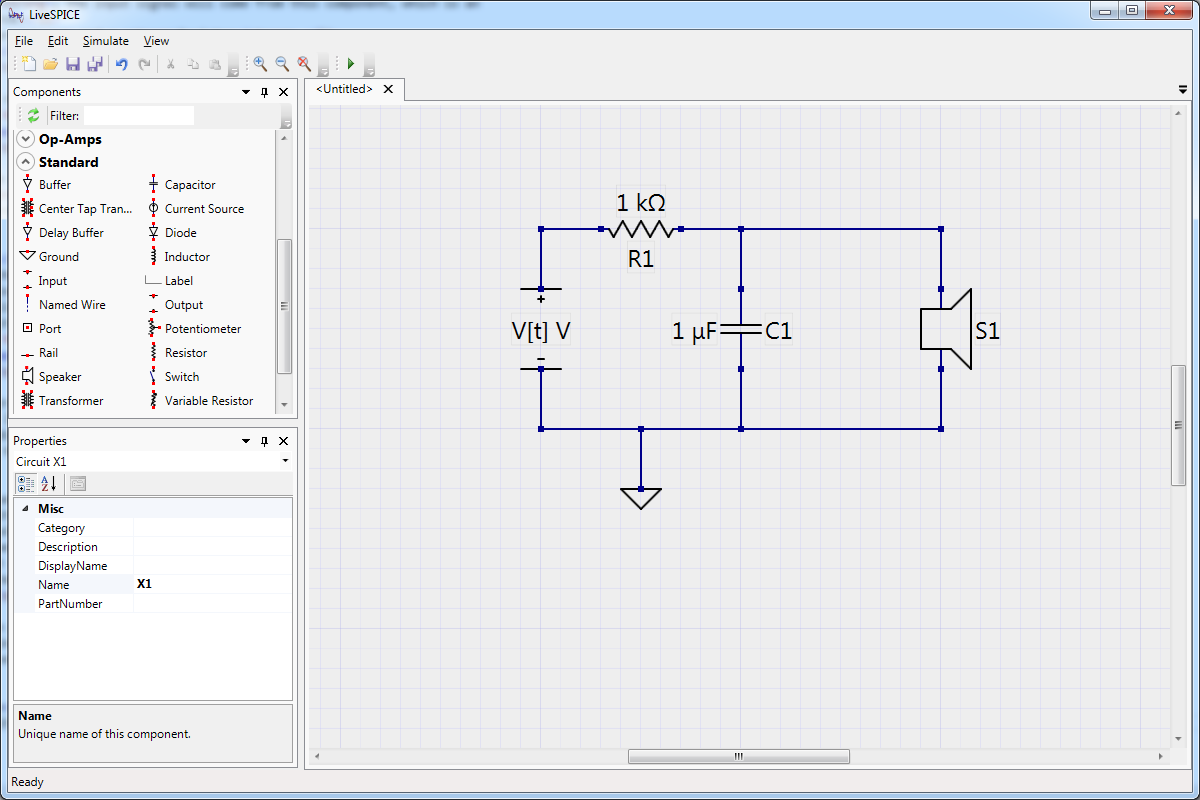 LiveSPICE
File Edit Simulate View
Components
<Untitled>
Filter:
Op-Amps
Standard
Buffer Capacitor
Center Tap Tran... Current Source
Delay Buffer Diode
Ground Inductor
Input Label
Named Wire Output
Port Potentiometer
Rail Resistor
Speaker Switch
Transformer Variable Resistor
1 kΩ
R1
+
V[t] V
-
1 µF C1
S1
Properties
Circuit X1
Misc
Category
Description
DisplayName
Name X1
PartNumber
Name
Unique name of this component.
Ready